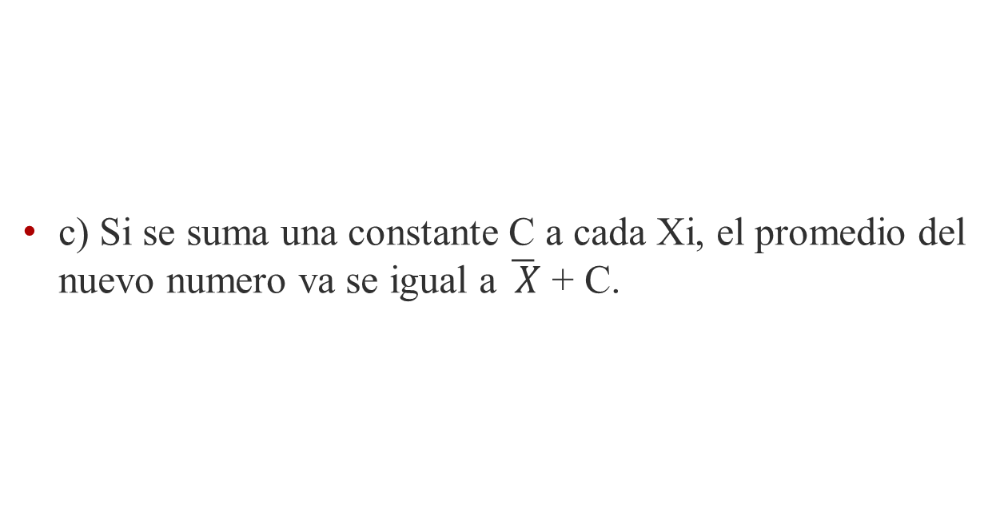 • c) Si se suma una constante C a cada Xi, el promedio del
nuevo numero va se igual a X̅ + C.